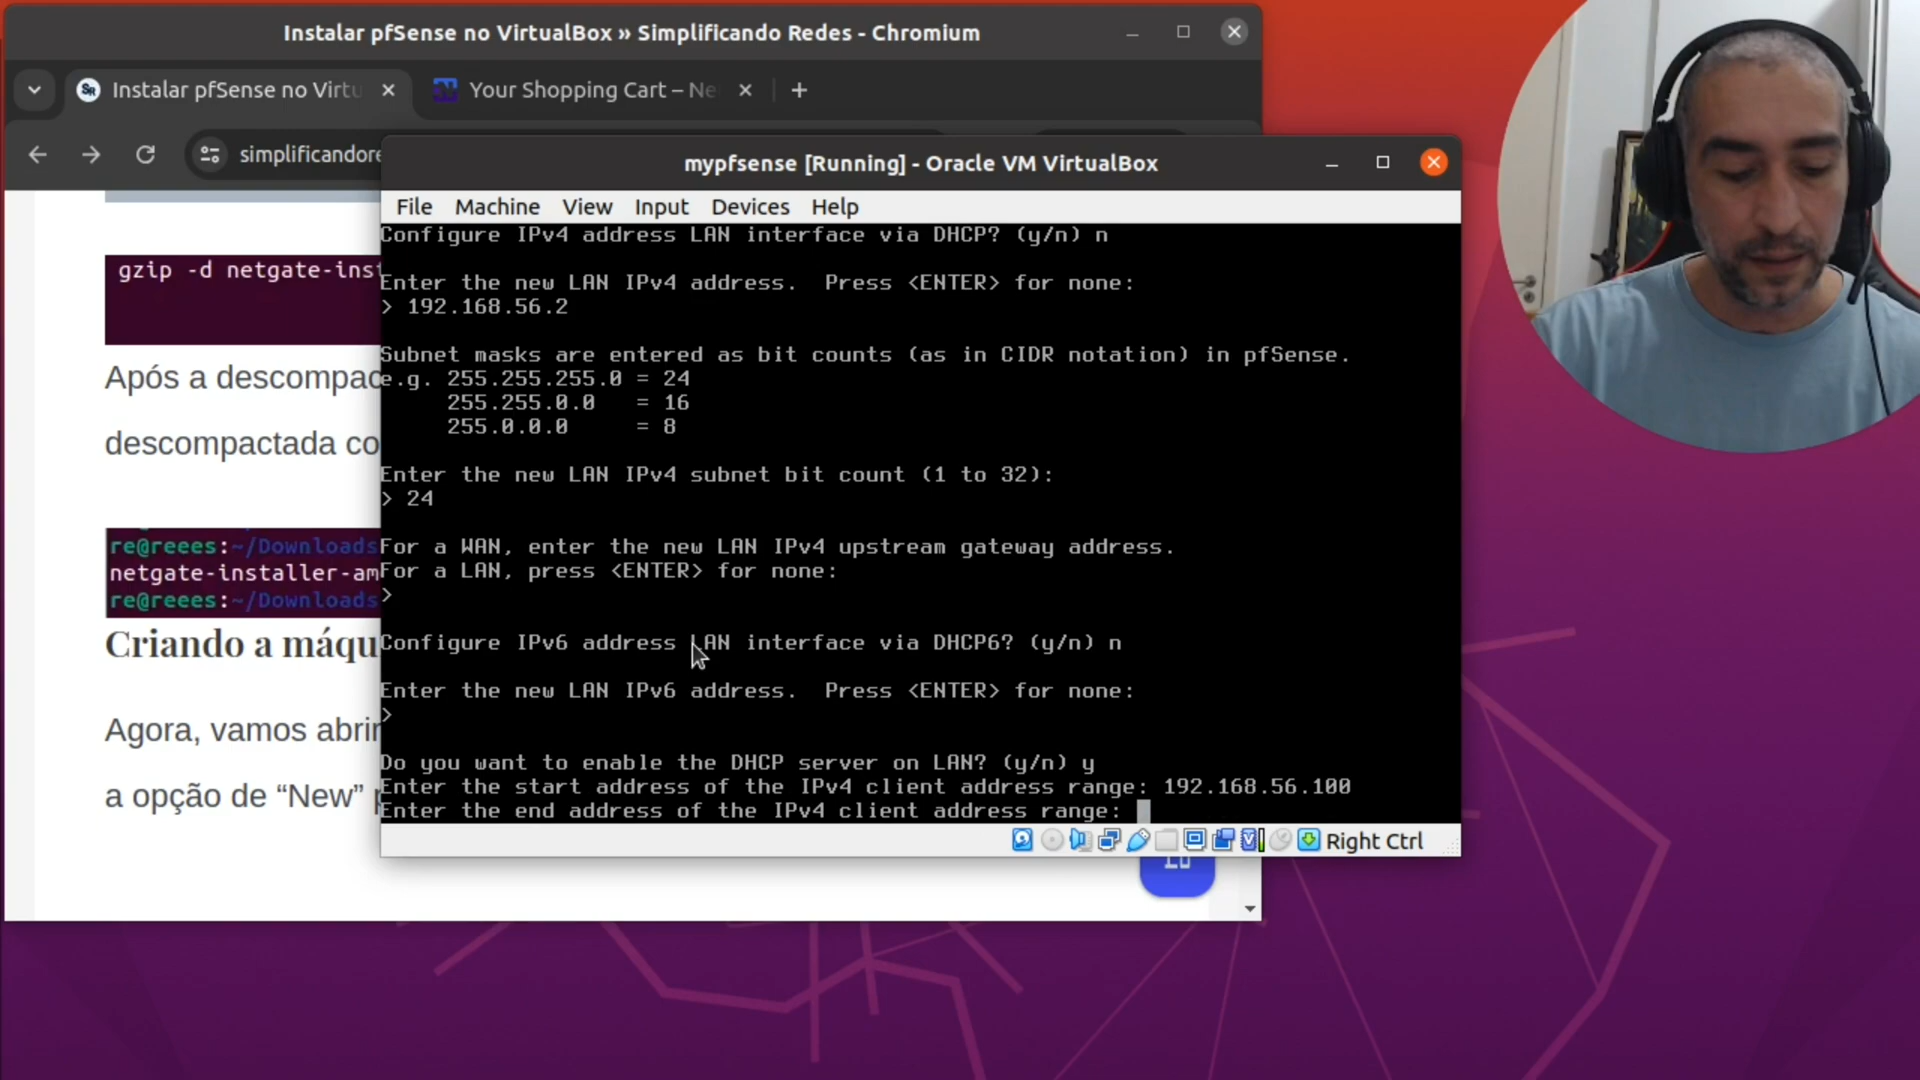 Instalar pfSense no VirtualBox » Simplificando Redes - Chromium
Instalar pfSense no Virtu
Your Shopping Cart – Ne
simplificandore
mypfsense [Running] - Oracle VM VirtualBox
File Machine View Input Devices Help
gzip -d netgate-inst
Após a descompac
descompactada co
re@reees:~/Downloads
netgate-installer-am
re@reees:~/Downloads
Criando a máqu
Agora, vamos abrir
a opção de “New” p
Configure IPv4 address LAN interface via DHCP? (y/n) n
Enter the new LAN IPv4 address.  Press <ENTER> for none:
> 192.168.56.2
Subnet masks are entered as bit counts (as in CIDR notation) in pfSense.
e.g. 255.255.255.0 = 24
255.255.0.0   = 16
255.0.0.0     = 8
Enter the new LAN IPv4 subnet bit count (1 to 32):
> 24
For a WAN, enter the new LAN IPv4 upstream gateway address.
For a LAN, press <ENTER> for none:
>
Configure IPv6 address LAN interface via DHCP6? (y/n) n
Enter the new LAN IPv6 address.  Press <ENTER> for none:
>
Do you want to enable the DHCP server on LAN? (y/n) y
Enter the start address of the IPv4 client address range: 192.168.56.100
Enter the end address of the IPv4 client address range:
Right Ctrl